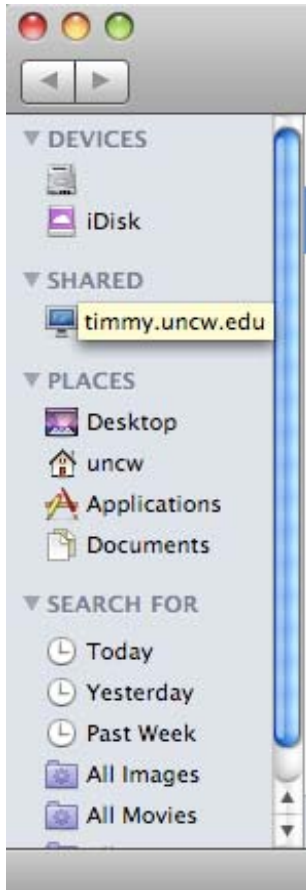 DEVICES
iDisk
SHARED
timmy.uncw.edu
PLACES
Desktop
uncw
Applications
Documents
SEARCH FOR
Today
Yesterday
Past Week
All Images
All Movies